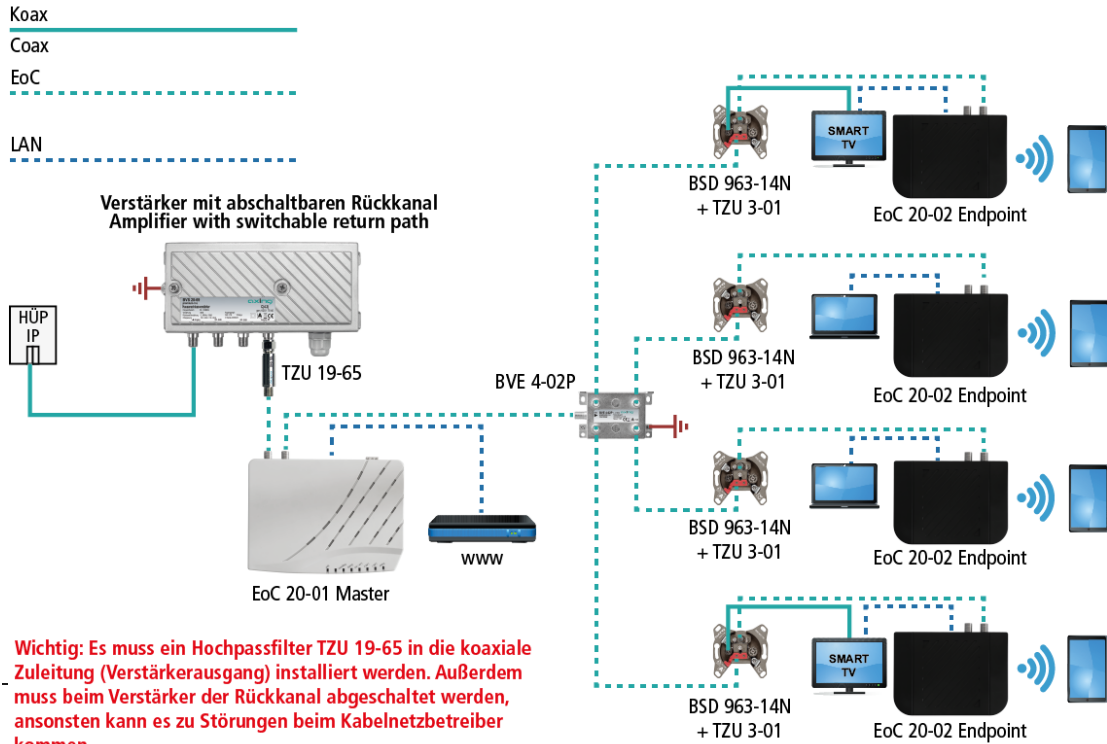 Koax
Coax
EoC
LAN
Verstärker mit abschaltbaren Rückkanal
Amplifier with switchable return path
HÜP
IP
TZU 19-65
BVE 4-02P
EoC 20-01 Master
WWW
SMART
TV
BSD 963-14N
+ TZU 3-01
EoC 20-02 Endpoint
BSD 963-14N
+ TZU 3-01
EoC 20-02 Endpoint
BSD 963-14N
+ TZU 3-01
EoC 20-02 Endpoint
SMART
TV
BSD 963-14N
+ TZU 3-01
EoC 20-02 Endpoint
Wichtig: Es muss ein Hochpassfilter TZU 19-65 in die koaxiale
Zuleitung (Verstärkerausgang) installiert werden. Außerdem
muss beim Verstärker der Rückkanal abgeschaltet werden,
ansonsten kann es zu Störungen beim Kabelnetzbetreiber